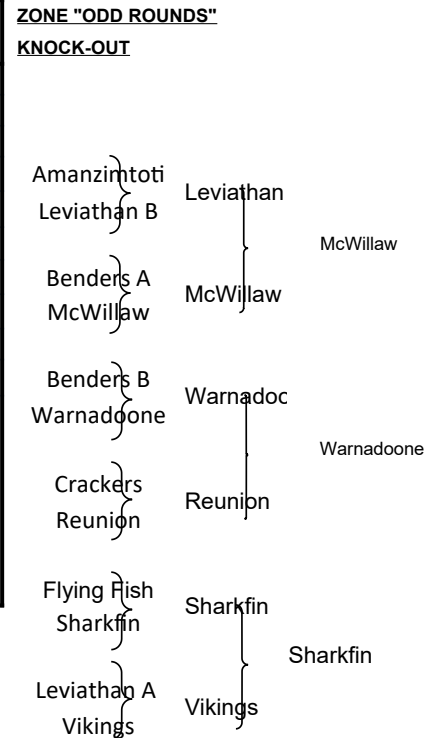 ZONE "ODD ROUNDS"
KNOCK-OUT
Amanzimtoti
Leviathan B
Leviathan
McWillaw
Benders A
McWillaw
McWillaw
Benders B
Warnadoone
Warnadoo
Warnadoone
Crackers
Reunion
Reunion
Flying Fish
Sharkfin
Sharkfin
Sharkfin
Leviathan A
Vikings
Vikings